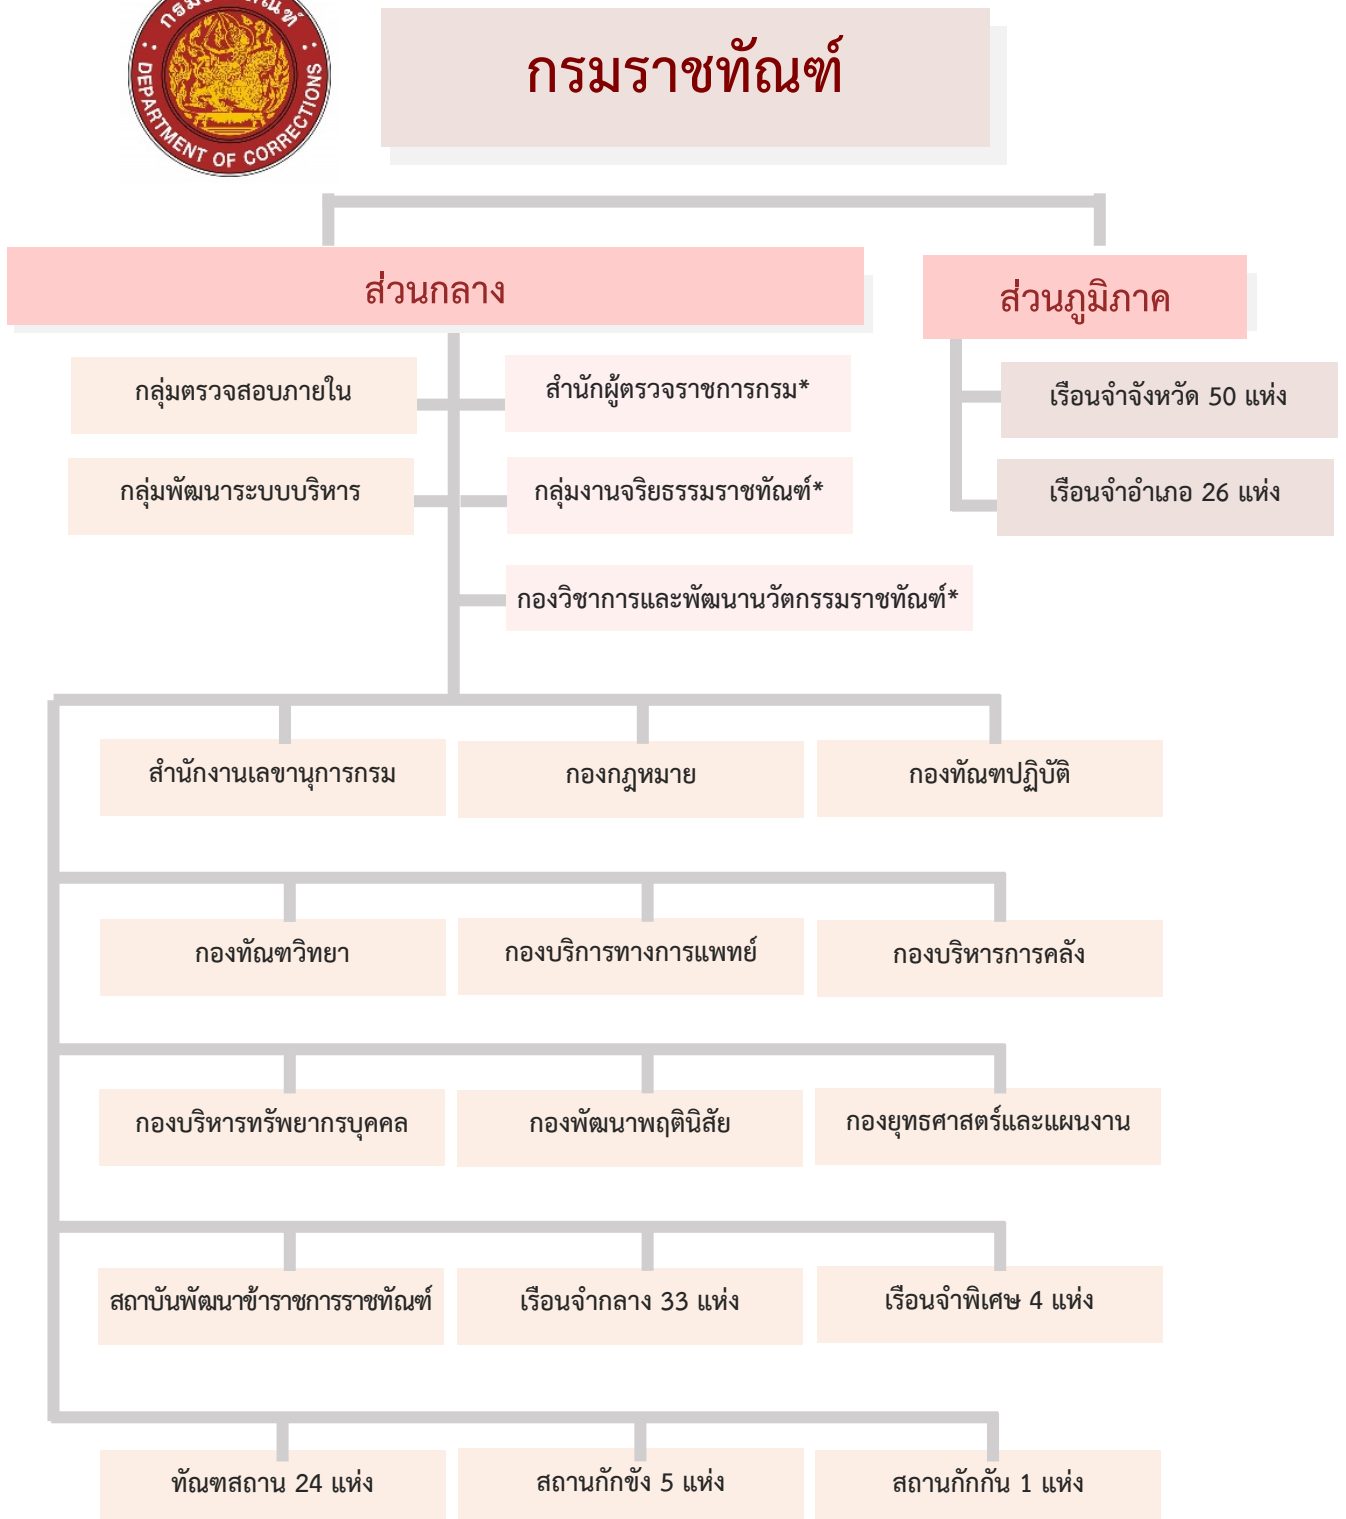 DEPARTMENT OF CORRECTIONS
กรมราชทัณฑ์
ส่วนกลาง
ส่วนภูมิภาค
กลุ่มตรวจสอบภายใน
สำนักผู้ตรวจราชการกรม*
เรือนจำจังหวัด 50 แห่ง
กลุ่มพัฒนาระบบบริหาร
กลุ่มงานจริยธรรมราชทัณฑ์*
เรือนจำอำเภอ 26 แห่ง
กองวิชาการและพัฒนานวัตกรรมราชทัณฑ์*
สำนักงานเลขานุการกรม
กองกฎหมาย
กองทัณฑปฏิบัติ
กองทัณฑวิทยา
กองบริการทางการแพทย์
กองบริหารการคลัง
กองบริหารทรัพยากรบุคคล
กองพัฒนาพฤตินิสัย
กองยุทธศาสตร์และแผนงาน
สถาบันพัฒนาข้าราชการราชทัณฑ์
เรือนจำกลาง 33 แห่ง
เรือนจำพิเศษ 4 แห่ง
ทัณฑสถาน 24 แห่ง
สถานกักขัง 5 แห่ง
สถานกักกัน 1 แห่ง